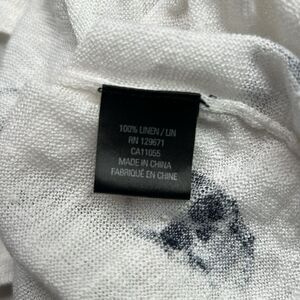 100% LINEN / LIN
RN 129671
CA11055
MADE IN CHINA
FABRIQUÉ EN CHINE